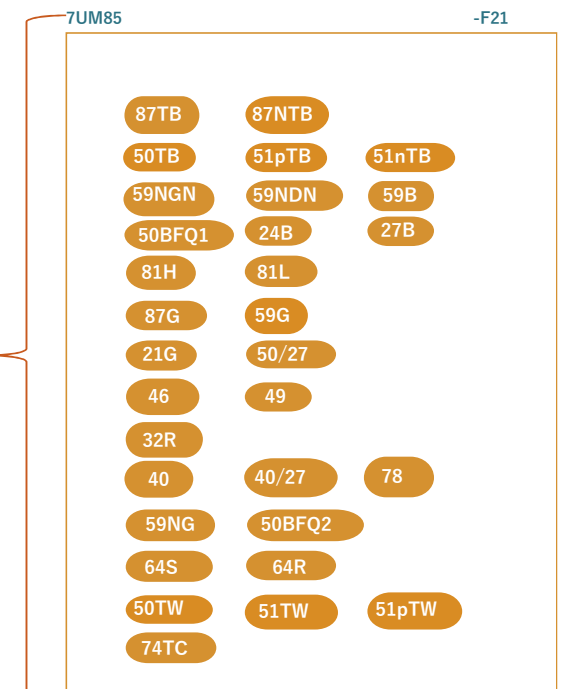 7UM85 -F21
87TB 87NTB
50TB 51pTB 51nTB
59NGN 59NDN 59B
50BFQ1 24B 27B
81H 81L
87G 59G
21G 50/27
46 49
32R
40 40/27 78
59NG 50BFQ2
64S 64R
50TW 51TW 51pTW
74TC